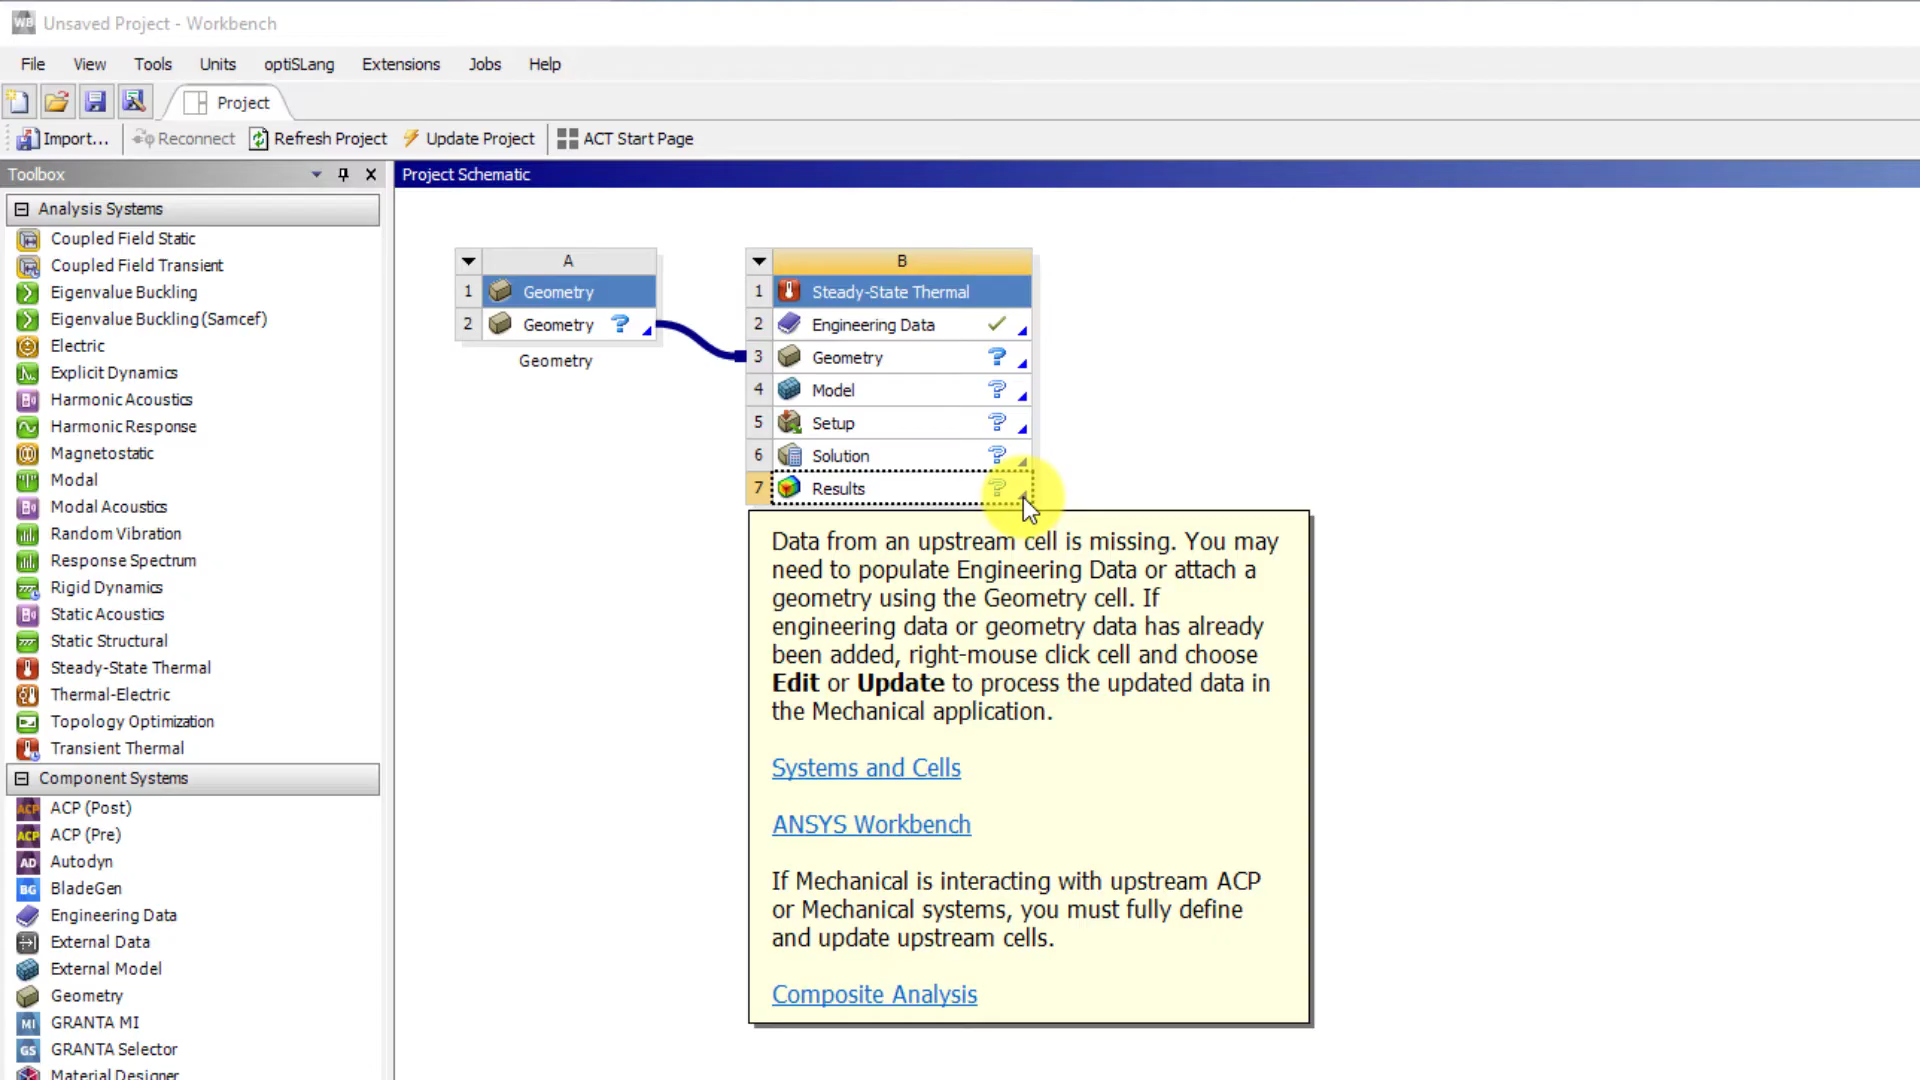 Unsaved Project - Workbench
File View Tools Units optiSLang Extensions Jobs Help
Project
Import... Reconnect Refresh Project Update Project ACT Start Page
Toolbox
Analysis Systems
Coupled Field Static
Coupled Field Transient
Eigenvalue Buckling
Eigenvalue Buckling (Samcef)
Electric
Explicit Dynamics
Harmonic Acoustics
Harmonic Response
Magnetostatic
Modal
Modal Acoustics
Random Vibration
Response Spectrum
Rigid Dynamics
Static Acoustics
Static Structural
Steady-State Thermal
Thermal-Electric
Topology Optimization
Transient Thermal
Component Systems
ACP (Post)
ACP (Pre)
Autodyn
BladeGen
Engineering Data
External Data
External Model
Geometry
GRANTA MI
GRANTA Selector
Material Designer
Project Schematic
A
1 Geometry
2 Geometry ?
Geometry
B
1 Steady-State Thermal
2 Engineering Data
3 Geometry ?
4 Model ?
5 Setup ?
6 Solution ?
7 Results ?
Data from an upstream cell is missing. You may
need to populate Engineering Data or attach a
geometry using the Geometry cell. If
engineering data or geometry data has already
been added, right-mouse click cell and choose
Edit or Update to process the updated data in
the Mechanical application.
Systems and Cells
ANSYS Workbench
If Mechanical is interacting with upstream ACP
or Mechanical systems, you must fully define
and update upstream cells.
Composite Analysis